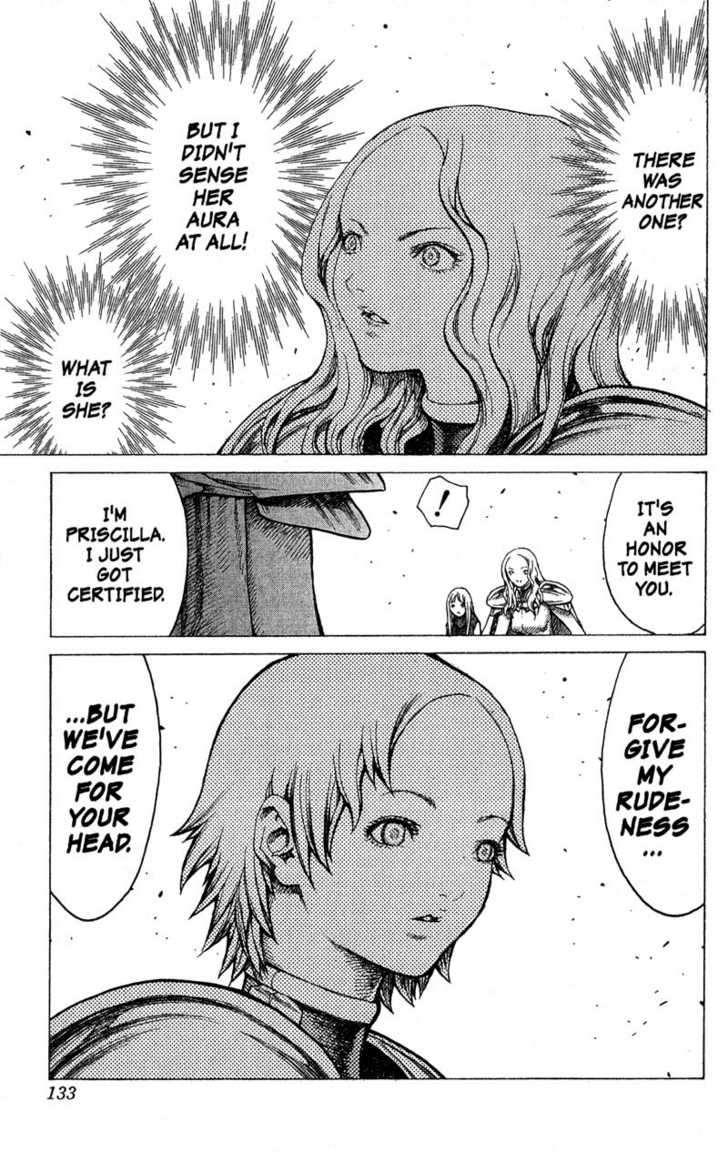 THERE
WAS
ANOTHER
ONE?
BUT I
DIDN'T
SENSE
HER
AURA
AT ALL!
WHAT
IS
SHE?
IT'S
AN
HONOR
TO MEET
YOU.
!
I'M
PRISCILLA.
I JUST
GOT
CERTIFIED.
FOR-
GIVE
MY
RUDE-
NESS
...
...BUT
WE'VE
COME
FOR
YOUR
HEAD.
133